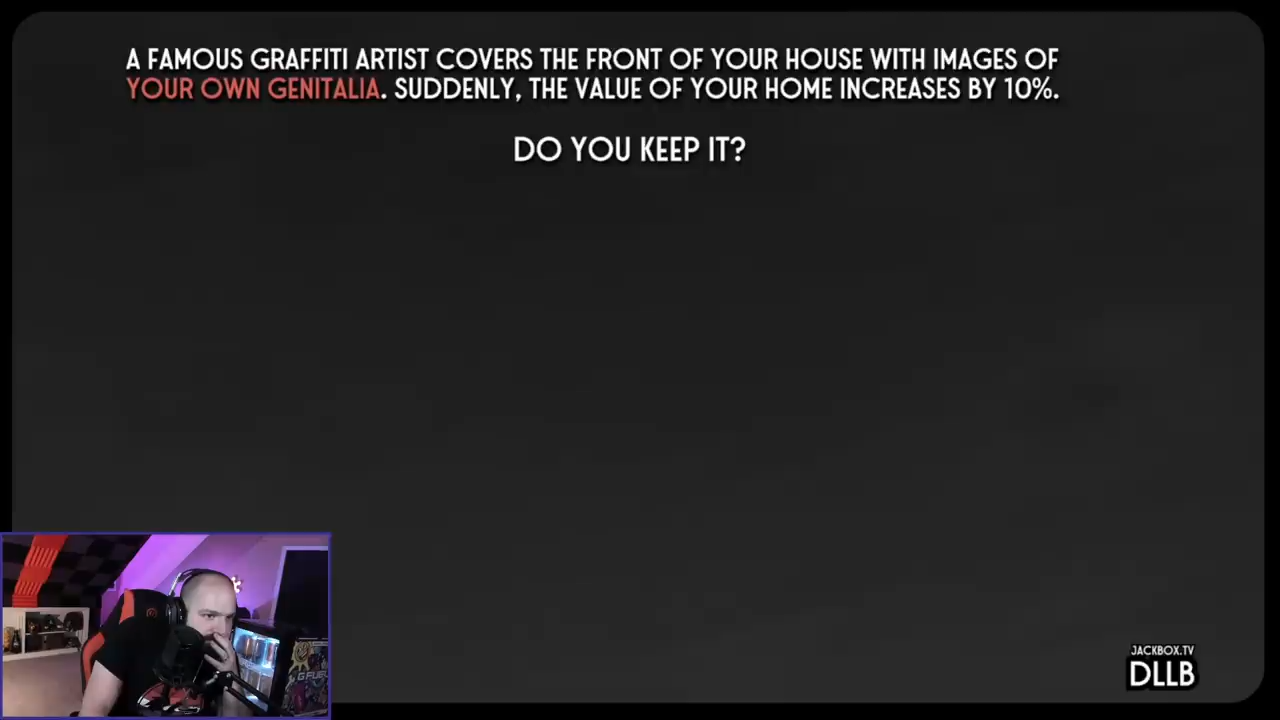 A FAMOUS GRAFFITI ARTIST COVERS THE FRONT OF YOUR HOUSE WITH IMAGES OF
YOUR OWN GENITALIA. SUDDENLY, THE VALUE OF YOUR HOME INCREASES BY 10%.
DO YOU KEEP IT?
JACKBOX.TV
DLLB
G FUEL